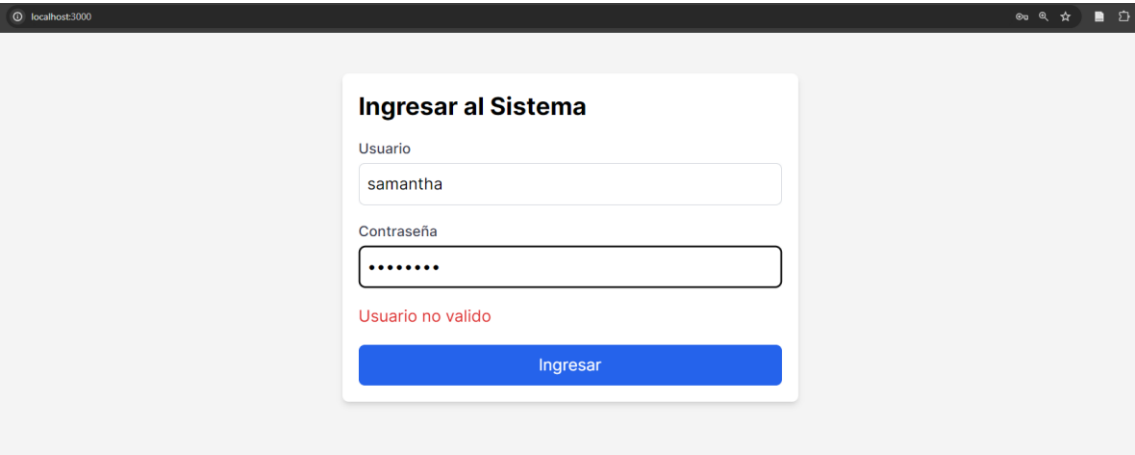 localhost:3000
Ingresar al Sistema
Usuario
samantha
Contraseña
••••••••
Usuario no valido
Ingresar